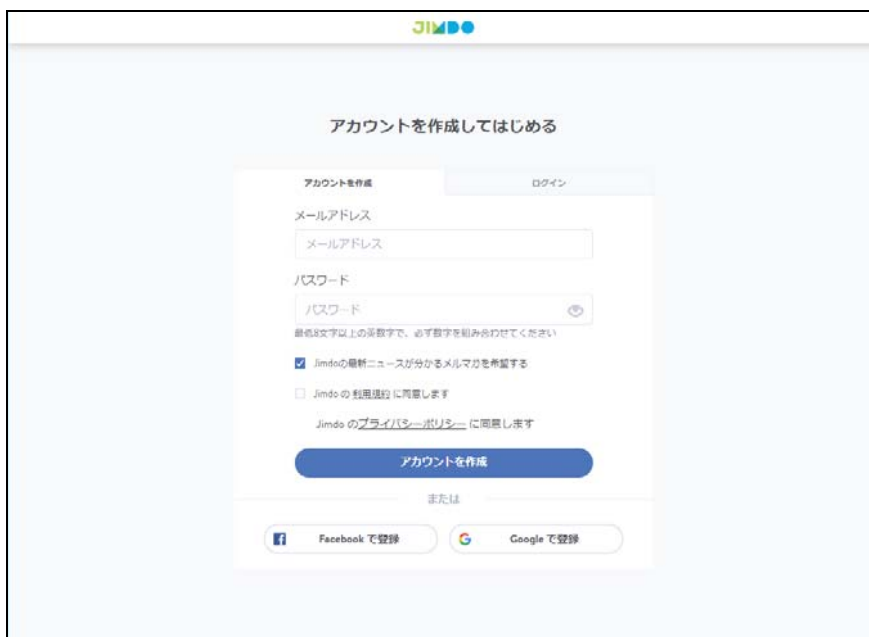 JIMDO
アカウントを作成してはじめる
アカウントを作成 ログイン
メールアドレス
メールアドレス
パスワード
パスワード
最低8文字以上の英数字で、必ず数字を組み合わせてください
Jimdoの最新ニュースが分かるメルマガを希望する
Jimdo の 利用規約 に同意します
Jimdo のプライバシーポリシー に同意します
アカウントを作成
または
Facebook で登録 Google で登録